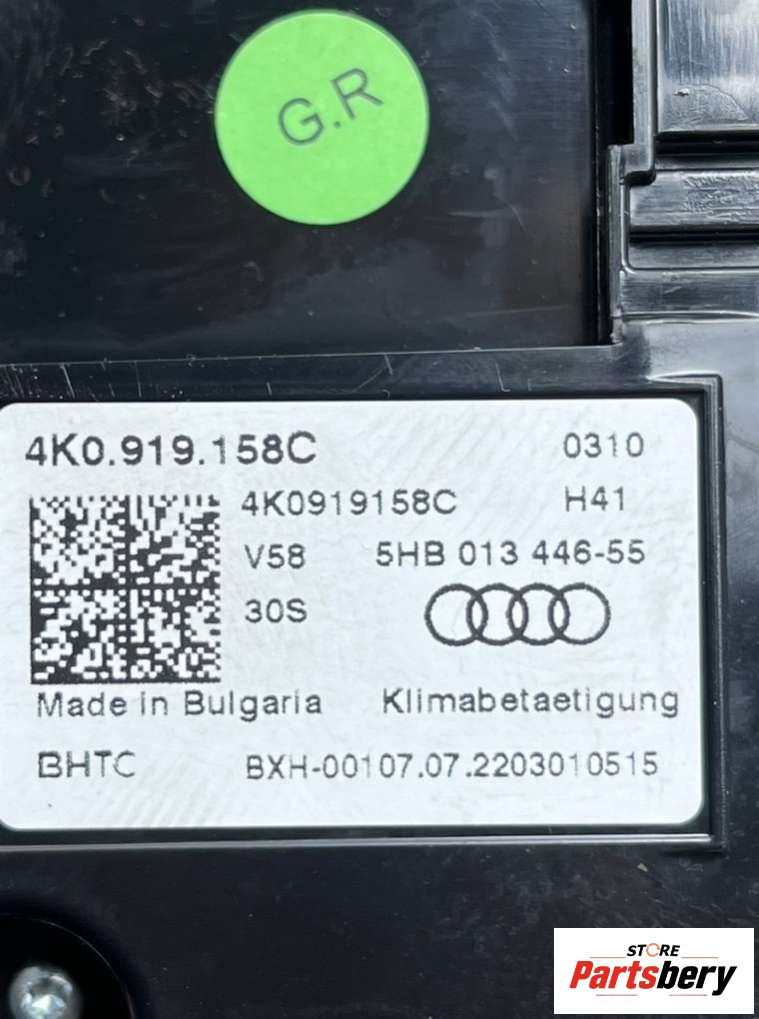 G.R
4K0.919.158C 0310
4K0919158C H41
V58 5HB 013 446-55
30S
Made in Bulgaria Klimabetaetigung
BHTC BXH-00107.07.2203010515
STORE
Partsbery